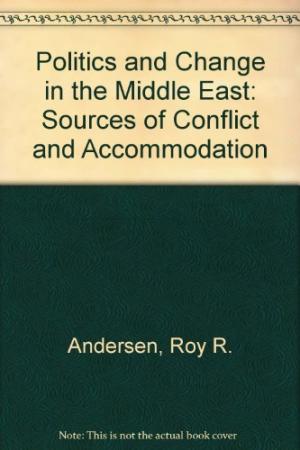 Politics and Change
in the Middle East:
Sources of Conflict
and Accommodation
Andersen, Roy R.
Note: This is not the actual book cover